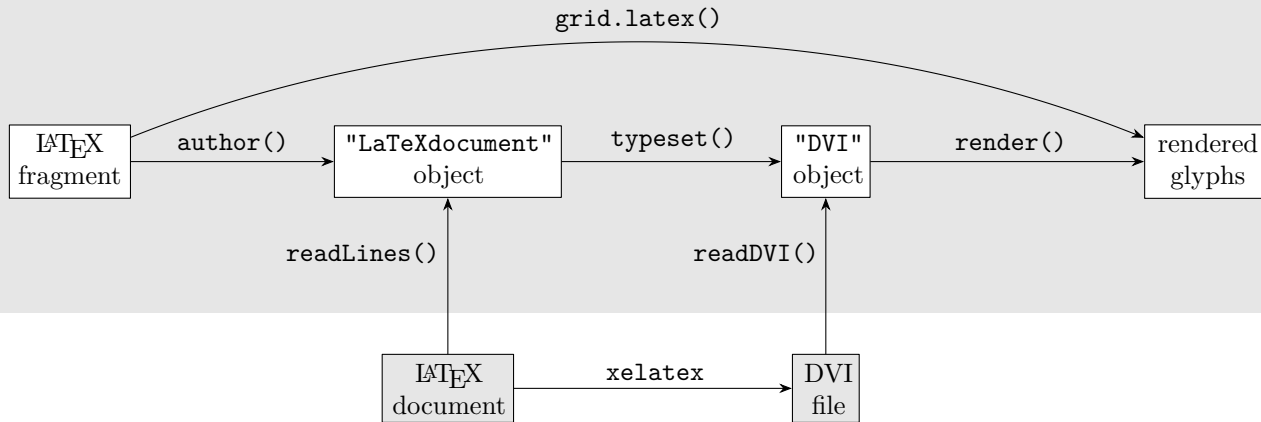 grid.latex()
LATEX
fragment
author()
"LaTeXdocument"
object
typeset()
"DVI"
object
render()
rendered
glyphs
readLines()
readDVI()
LATEX
document
xelatex
DVI
file